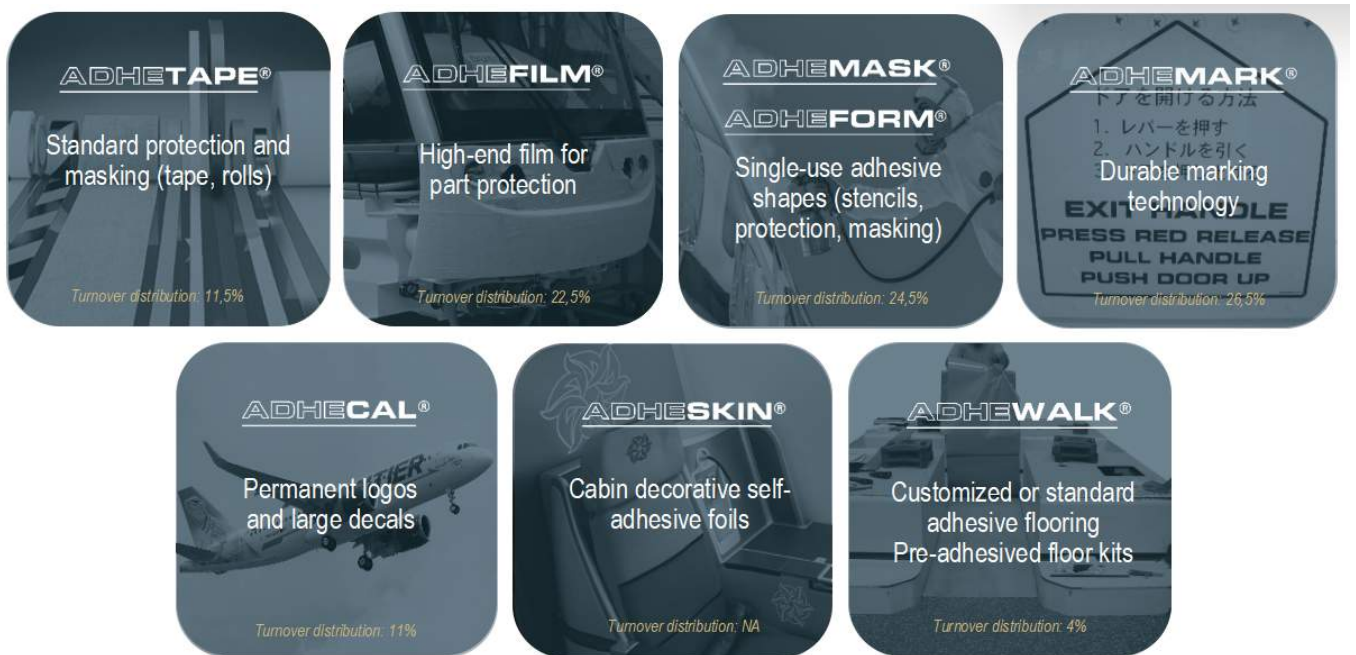 ADHETAPE®
Standard protection and
masking (tape, rolls)
Turnover distribution: 11,5%
ADHEFILM®
High-end film for
part protection
Turnover distribution: 22,5%
ADHEMASK®
ADHEFORM®
Single-use adhesive
shapes (stencils,
protection, masking)
Turnover distribution: 24,5%
ADHEMARK®
ドアを開ける方法
1. レバーを押す
2. ハンドルを引く
Durable marking
technology
EXIT HANDLE
PRESS RED RELEASE
PULL HANDLE
PUSH DOOR UP
Turnover distribution: 26,5%
ADHECAL®
Permanent logos
and large decals
Turnover distribution: 11%
ADHESKIN®
Cabin decorative self-
adhesive foils
Turnover distribution: NA
ADHEWALK®
Customized or standard
adhesive flooring
Pre-adhesived floor kits
Turnover distribution: 4%